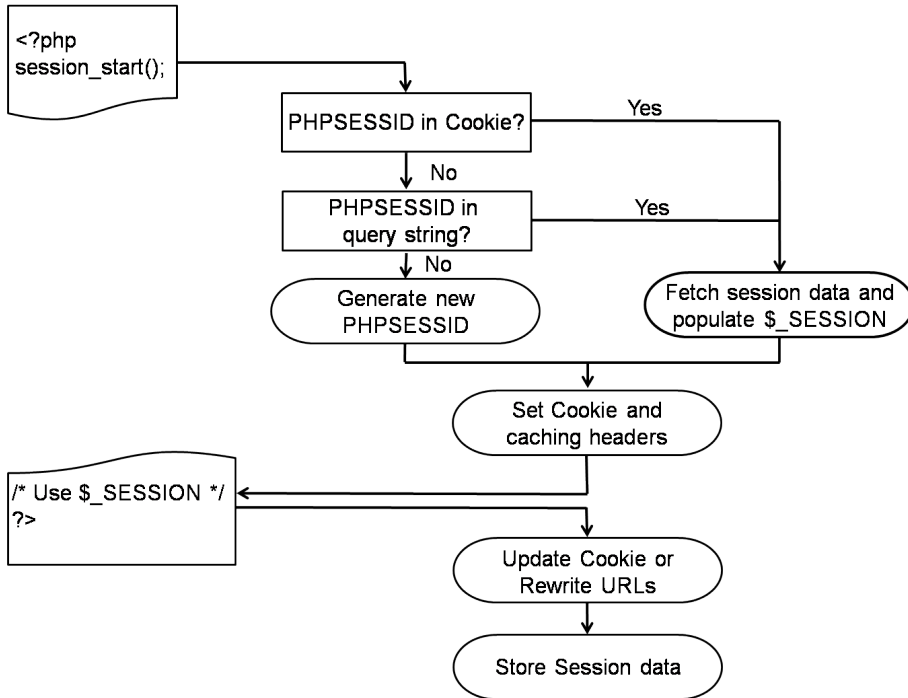 <?php
session_start();
PHPSESSID in Cookie?
Yes
No
PHPSESSID in
query string?
Yes
No
Generate new
PHPSESSID
Fetch session data and
populate $_SESSION
Set Cookie and
caching headers
/* Use $_SESSION */
?>
Update Cookie or
Rewrite URLs
Store Session data